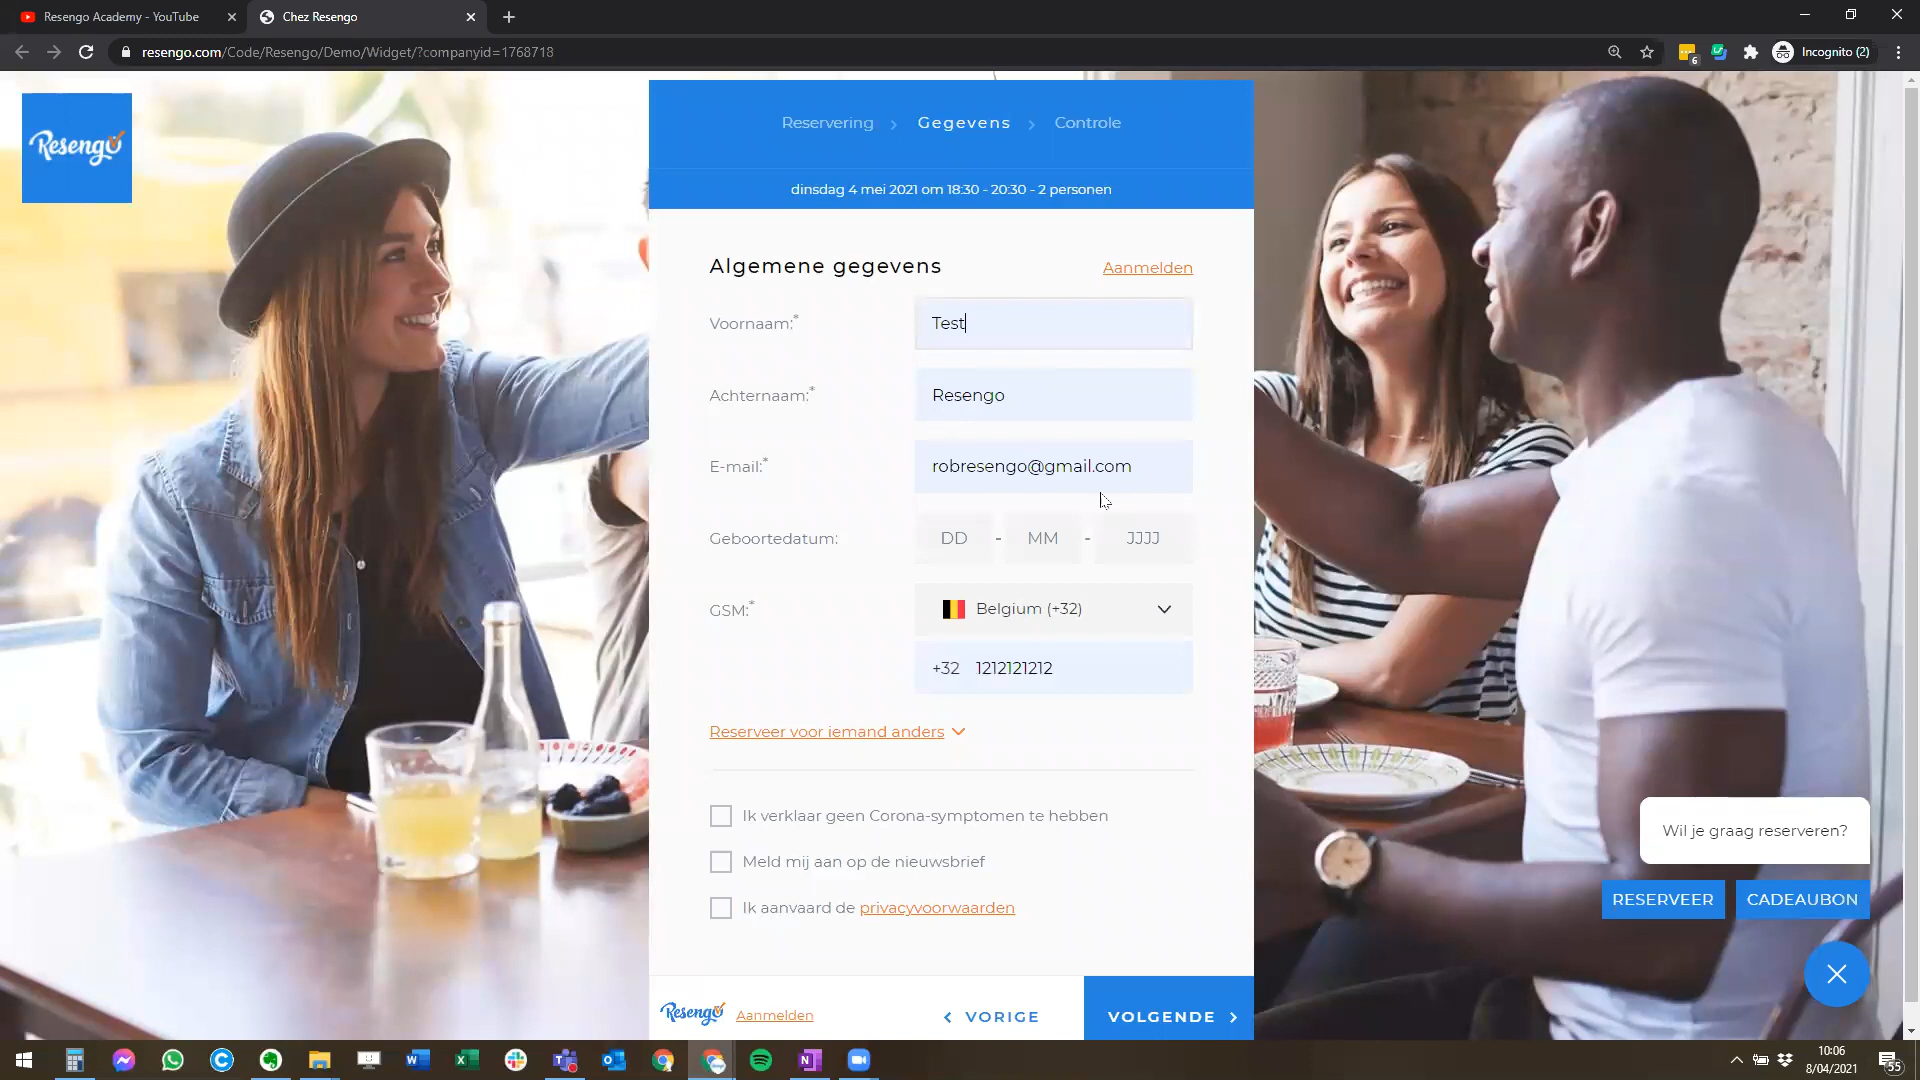 Resengo Academy - YouTube
Chez Resengo
resengo.com/Code/Resengo/Demo/Widget/?companyid=1768718
6
Incognito (2)
Resengo
Reservering > Gegevens > Controle
dinsdag 4 mei 2021 om 18:30 - 20:30 - 2 personen
Algemene gegevens
Aanmelden
Voornaam:*
Test
Achternaam:*
Resengo
E-mail:*
robresengo@gmail.com
Geboortedatum:
DD - MM - JJJJ
GSM:*
Belgium (+32)
+32 1212121212
Reserveer voor iemand anders
Ik verklaar geen Corona-symptomen te hebben
Meld mij aan op de nieuwsbrief
Ik aanvaard de privacyvoorwaarden
Wil je graag reserveren?
RESERVEER
CADEAUBON
Resengo
Aanmelden
< VORIGE
VOLGENDE >
10:06
8/04/2021
55